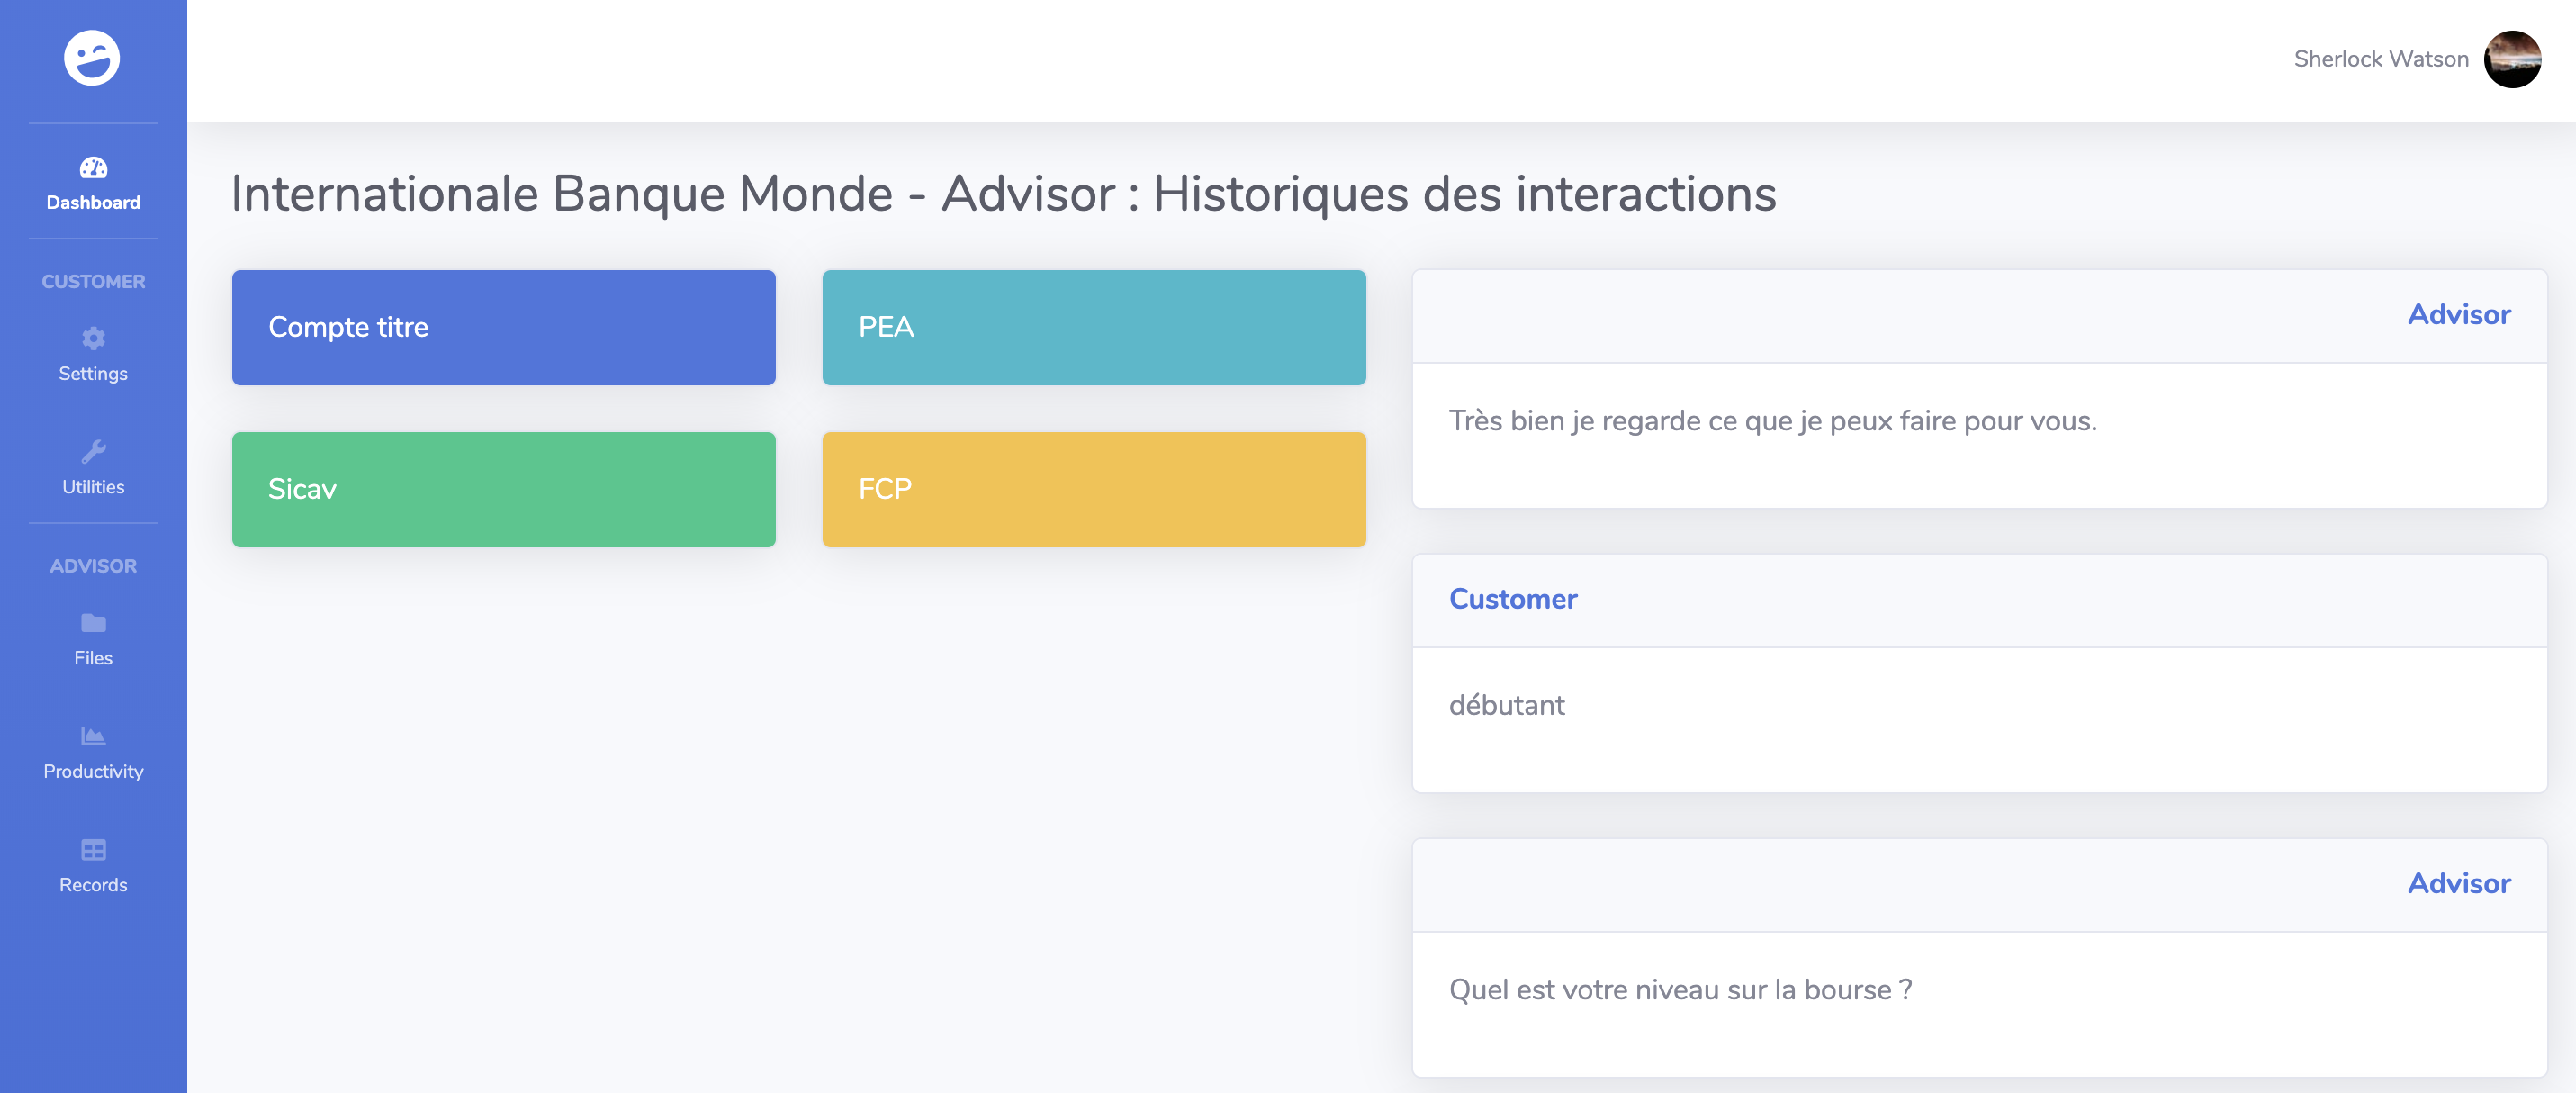 Sherlock Watson
Dashboard
CUSTOMER
Settings
Utilities
ADVISOR
Files
Productivity
Records
Internationale Banque Monde - Advisor : Historiques des interactions
Compte titre
PEA
Sicav
FCP
Advisor
Très bien je regarde ce que je peux faire pour vous.
Customer
débutant
Advisor
Quel est votre niveau sur la bourse ?